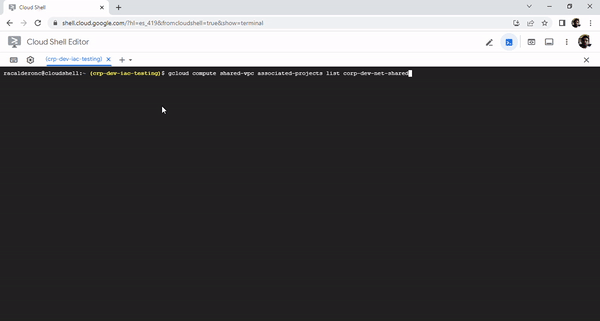 Cloud Shell
shell.cloud.google.com/?hl=es_419&fromcloudshell=true&show=terminal
Cloud Shell Editor
(crp-dev-iac-testing)
racalderonc@cloudshell:~ (crp-dev-iac-testing)$ gcloud compute shared-vpc associated-projects list corp-dev-net-shared